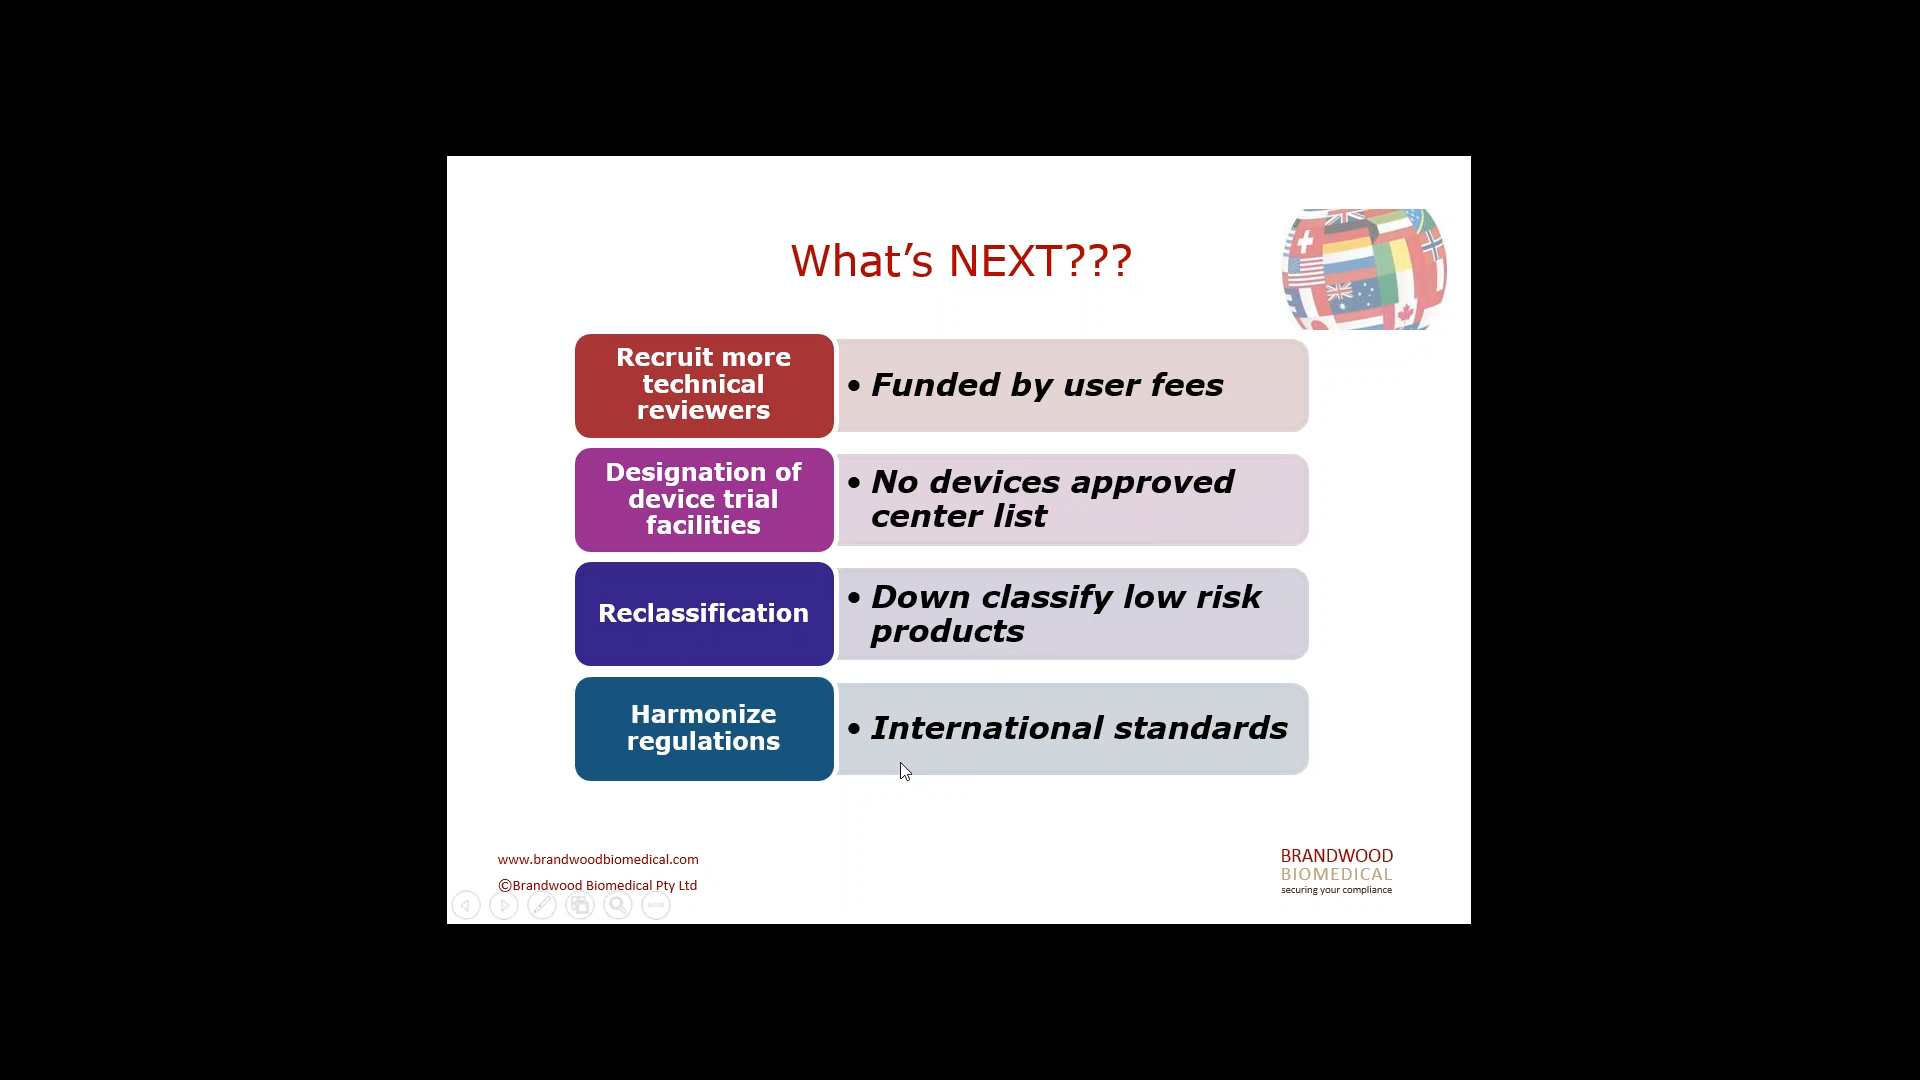 What’s NEXT???
Recruit more
technical
reviewers
• Funded by user fees
Designation of
device trial
facilities
• No devices approved
center list
Reclassification
• Down classify low risk
products
Harmonize
regulations
• International standards
www.brandwoodbiomedical.com
©Brandwood Biomedical Pty Ltd
BRANDWOOD
BIOMEDICAL
securing your compliance